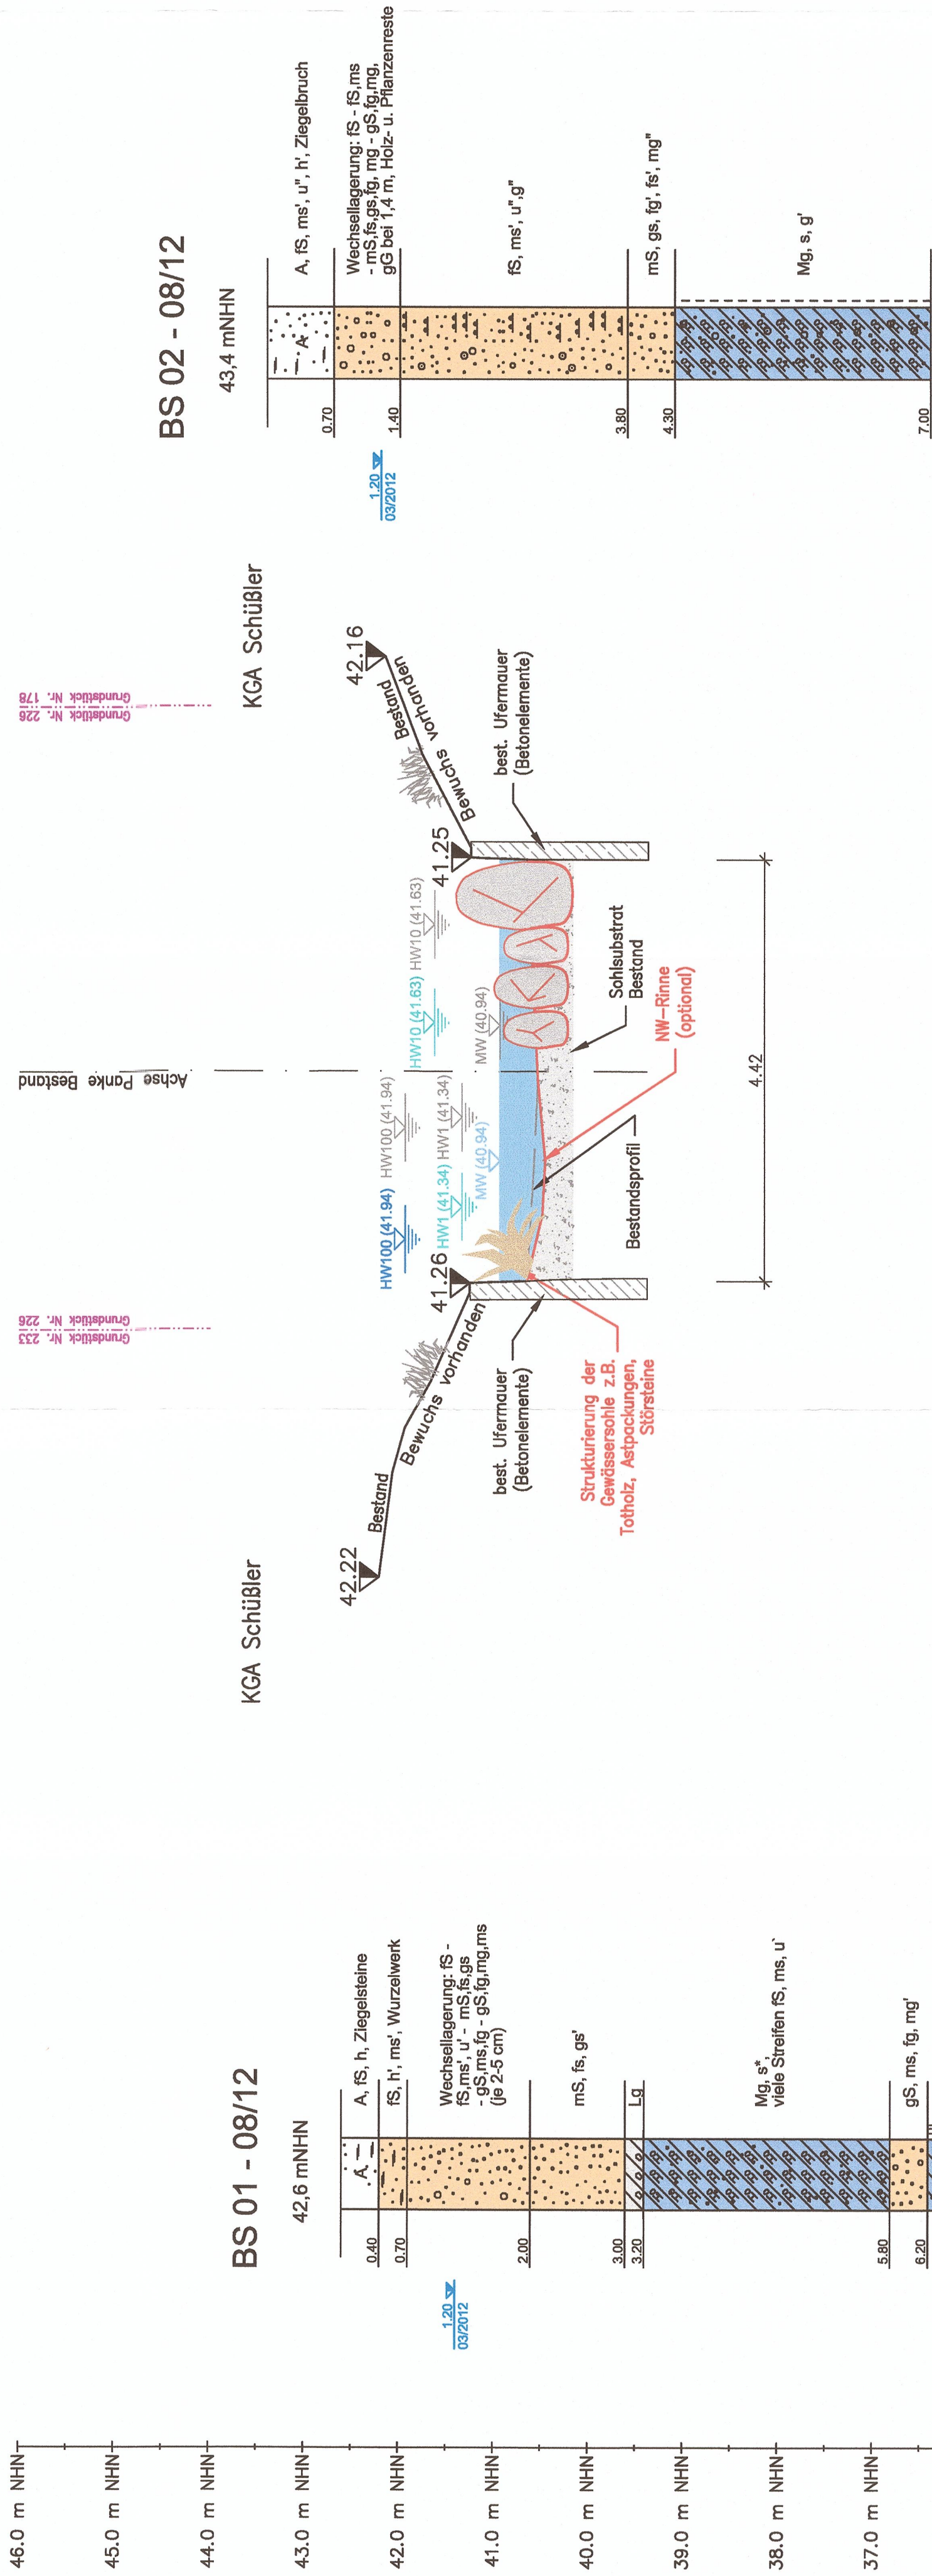 46.0 m NHN
45.0 m NHN
44.0 m NHN
43.0 m NHN
42.0 m NHN
41.0 m NHN
40.0 m NHN
39.0 m NHN
38.0 m NHN
37.0 m NHN
BS 01 - 08/12
42,6 mNHN
1.20
03/2012
0.40
0.70
2.00
3.00
3.20
5.80
6.20
A
A, fS, h, Ziegelsteine
fS, h', ms', Wurzelwerk
Wechsellagerung: fS -
fS,ms', u' - mS,fs,gs
- gS,ms,fg - gS,fg,mg,ms
(je 2-5 cm)
mS, fs, gs'
Lg
Mg, s*,
viele Streifen fS, ms, u`
gS, ms, fg, mg'
KGA Schüßler
Grundstück Nr. 233
Grundstück Nr. 226
42.22
Bestand
Bewuchs vorhanden
41.26
best. Ufermauer
(Betonelemente)
Strukturierung der
Gewässersohle z.B.
Totholz, Astpackungen,
Störsteine
Achse Panke Bestand
HW100 (41.94)
HW100 (41.94)
HW1 (41.34)
HW1 (41.34)
MW (40.94)
MW (40.94)
HW10 (41.63)
HW10 (41.63)
Bestandsprofil
NW-Rinne
(optional)
Sohlsubstrat
Bestand
4.42
41.25
Bewuchs vorhanden
Bestand
42.16
best. Ufermauer
(Betonelemente)
KGA Schüßler
Grundstück Nr. 226
Grundstück Nr. 178
BS 02 - 08/12
43,4 mNHN
1.20
03/2012
0.70
1.40
3.80
4.30
7.00
A
A, fS, ms', u'', h', Ziegelbruch
Wechsellagerung: fS - fS,ms
- mS,fs,gs,fg, mg - gS,fg,mg,
gG bei 1,4 m, Holz- u. Pflanzenreste
fS, ms', u'',g''
mS, gs, fg', fs', mg''
Mg, s, g'